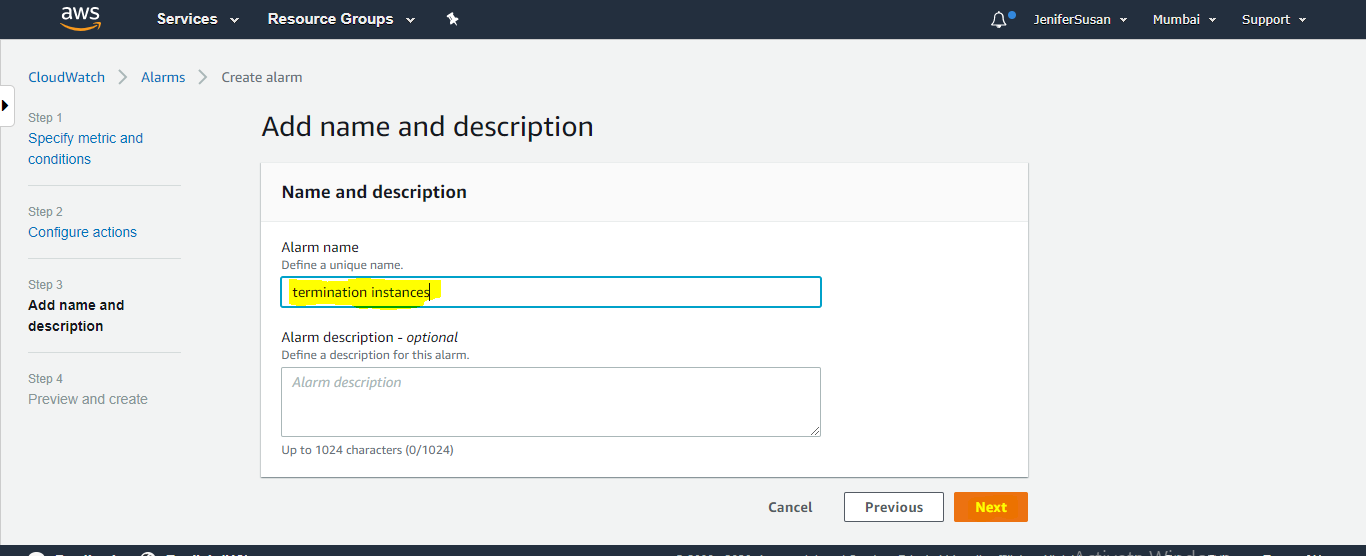 aws Services Resource Groups JeniferSusan Mumbai Support
CloudWatch Alarms Create alarm
Step 1
Specify metric and
conditions
Step 2
Configure actions
Step 3
Add name and
description
Step 4
Preview and create
Add name and description
Name and description
Alarm name
Define a unique name.
termination instances
Alarm description - optional
Define a description for this alarm.
Alarm description
Up to 1024 characters (0/1024)
Cancel Previous Next